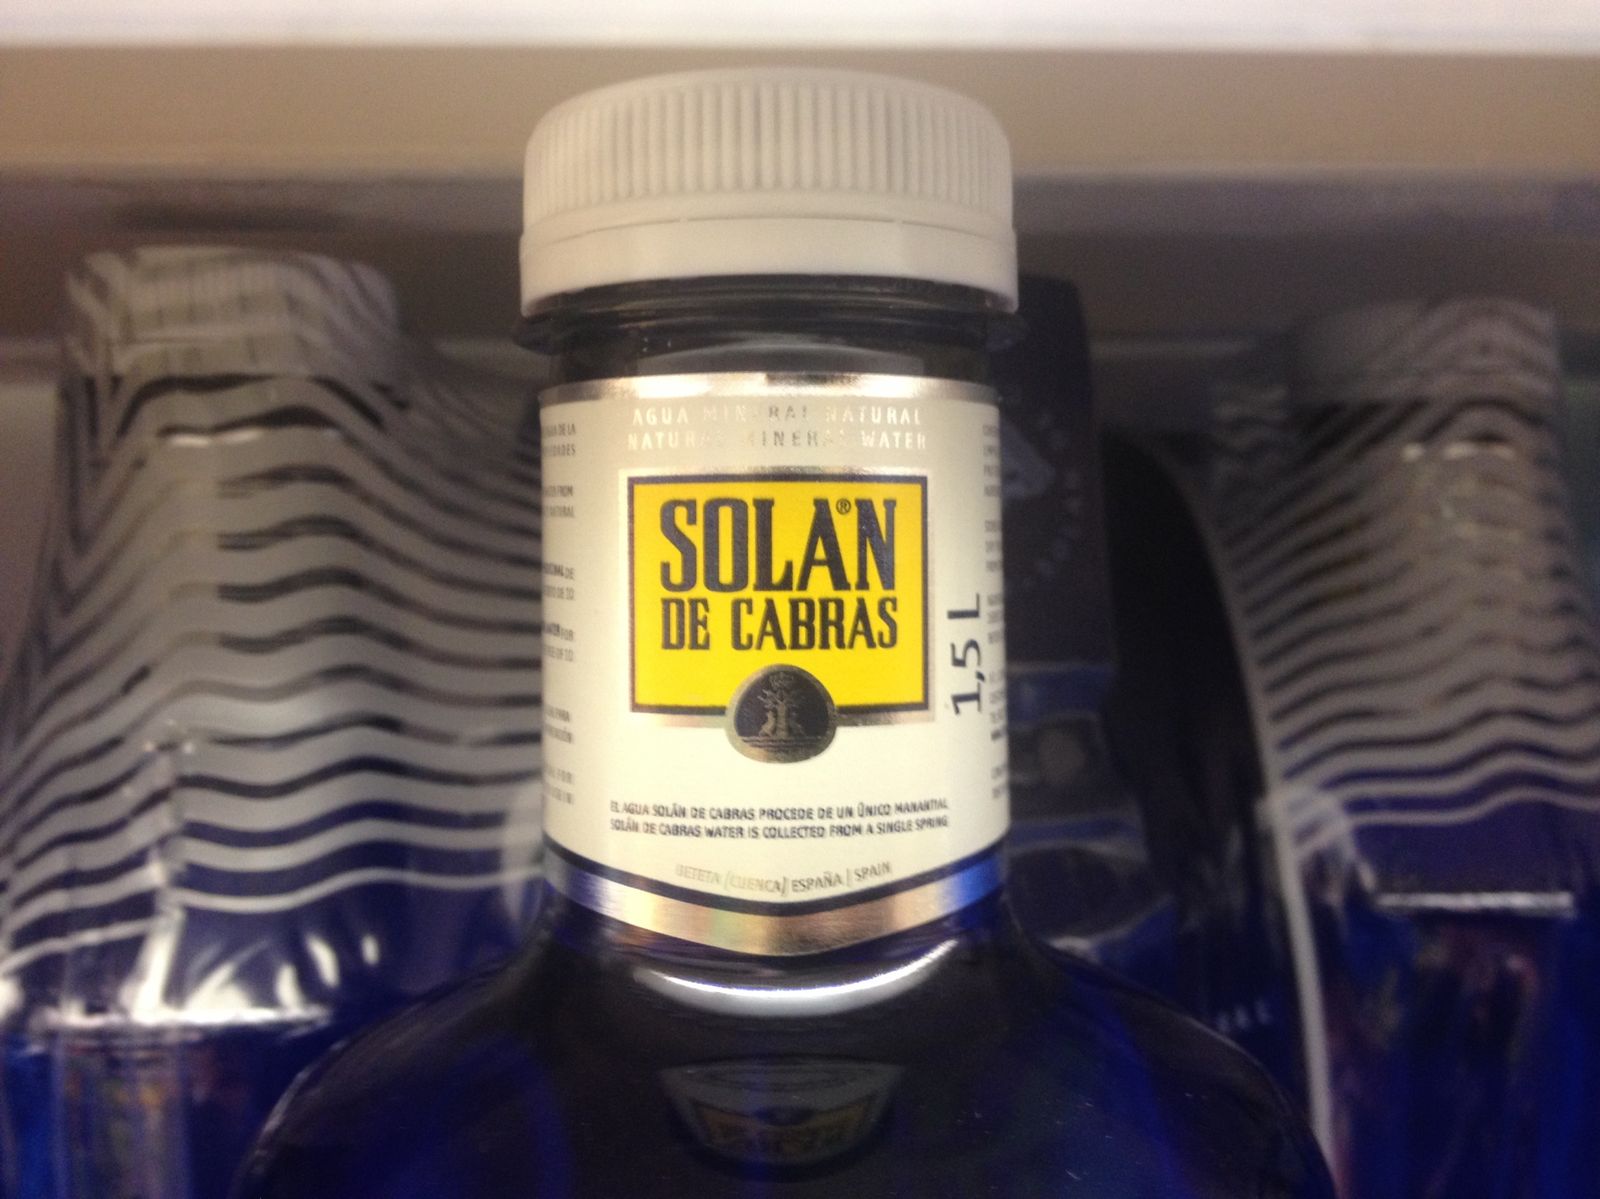 AGUA MINERAL NATURAL
NATURAL MINERAL WATER
SOLÁN®
DE CABRAS
1,5 L
EL AGUA SOLÁN DE CABRAS PROCEDE DE UN ÚNICO MANANTIAL
SOLÁN DE CABRAS WATER IS COLLECTED FROM A SINGLE SPRING
BETETA (CUENCA) ESPAÑA | SPAIN